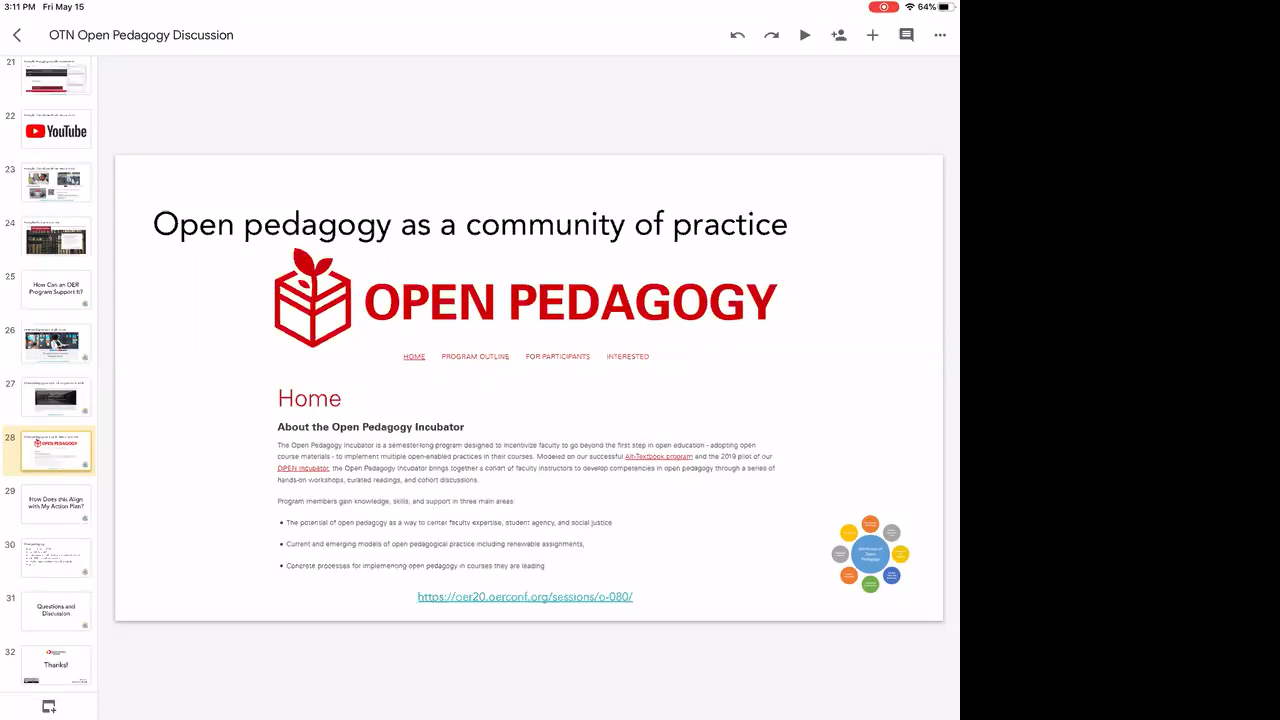 3:11 PM Fri May 15
64%
OTN Open Pedagogy Discussion
21
22
YouTube
23
24
25
How Can an OER
Program Support It?
26
27
28
OPEN PEDAGOGY
29
How Does this Align
with My Action Plan?
30
31
Questions and
Discussion
32
Thanks!
Open pedagogy as a community of practice
OPEN PEDAGOGY
HOME PROGRAM OUTLINE FOR PARTICIPANTS INTERESTED
Home
About the Open Pedagogy Incubator
The Open Pedagogy Incubator is a semester-long program designed to incentivize faculty to go beyond the first step in open education - adopting open
course materials - to implement multiple open-enabled practices in their courses. Modeled on our successful Alt-Textbook program and the 2019 pilot of our
OPEN Incubator, the Open Pedagogy Incubator brings together a cohort of faculty instructors to develop competencies in open pedagogy through a series of
hands-on workshops, curated readings, and cohort discussions.
Program members gain knowledge, skills, and support in three main areas:
• The potential of open pedagogy as a way to center faculty expertise, student agency, and social justice
• Current and emerging models of open pedagogical practice including renewable assignments,
• Concrete processes for implementing open pedagogy in courses they are leading
https://oer20.oerconf.org/sessions/o-080/